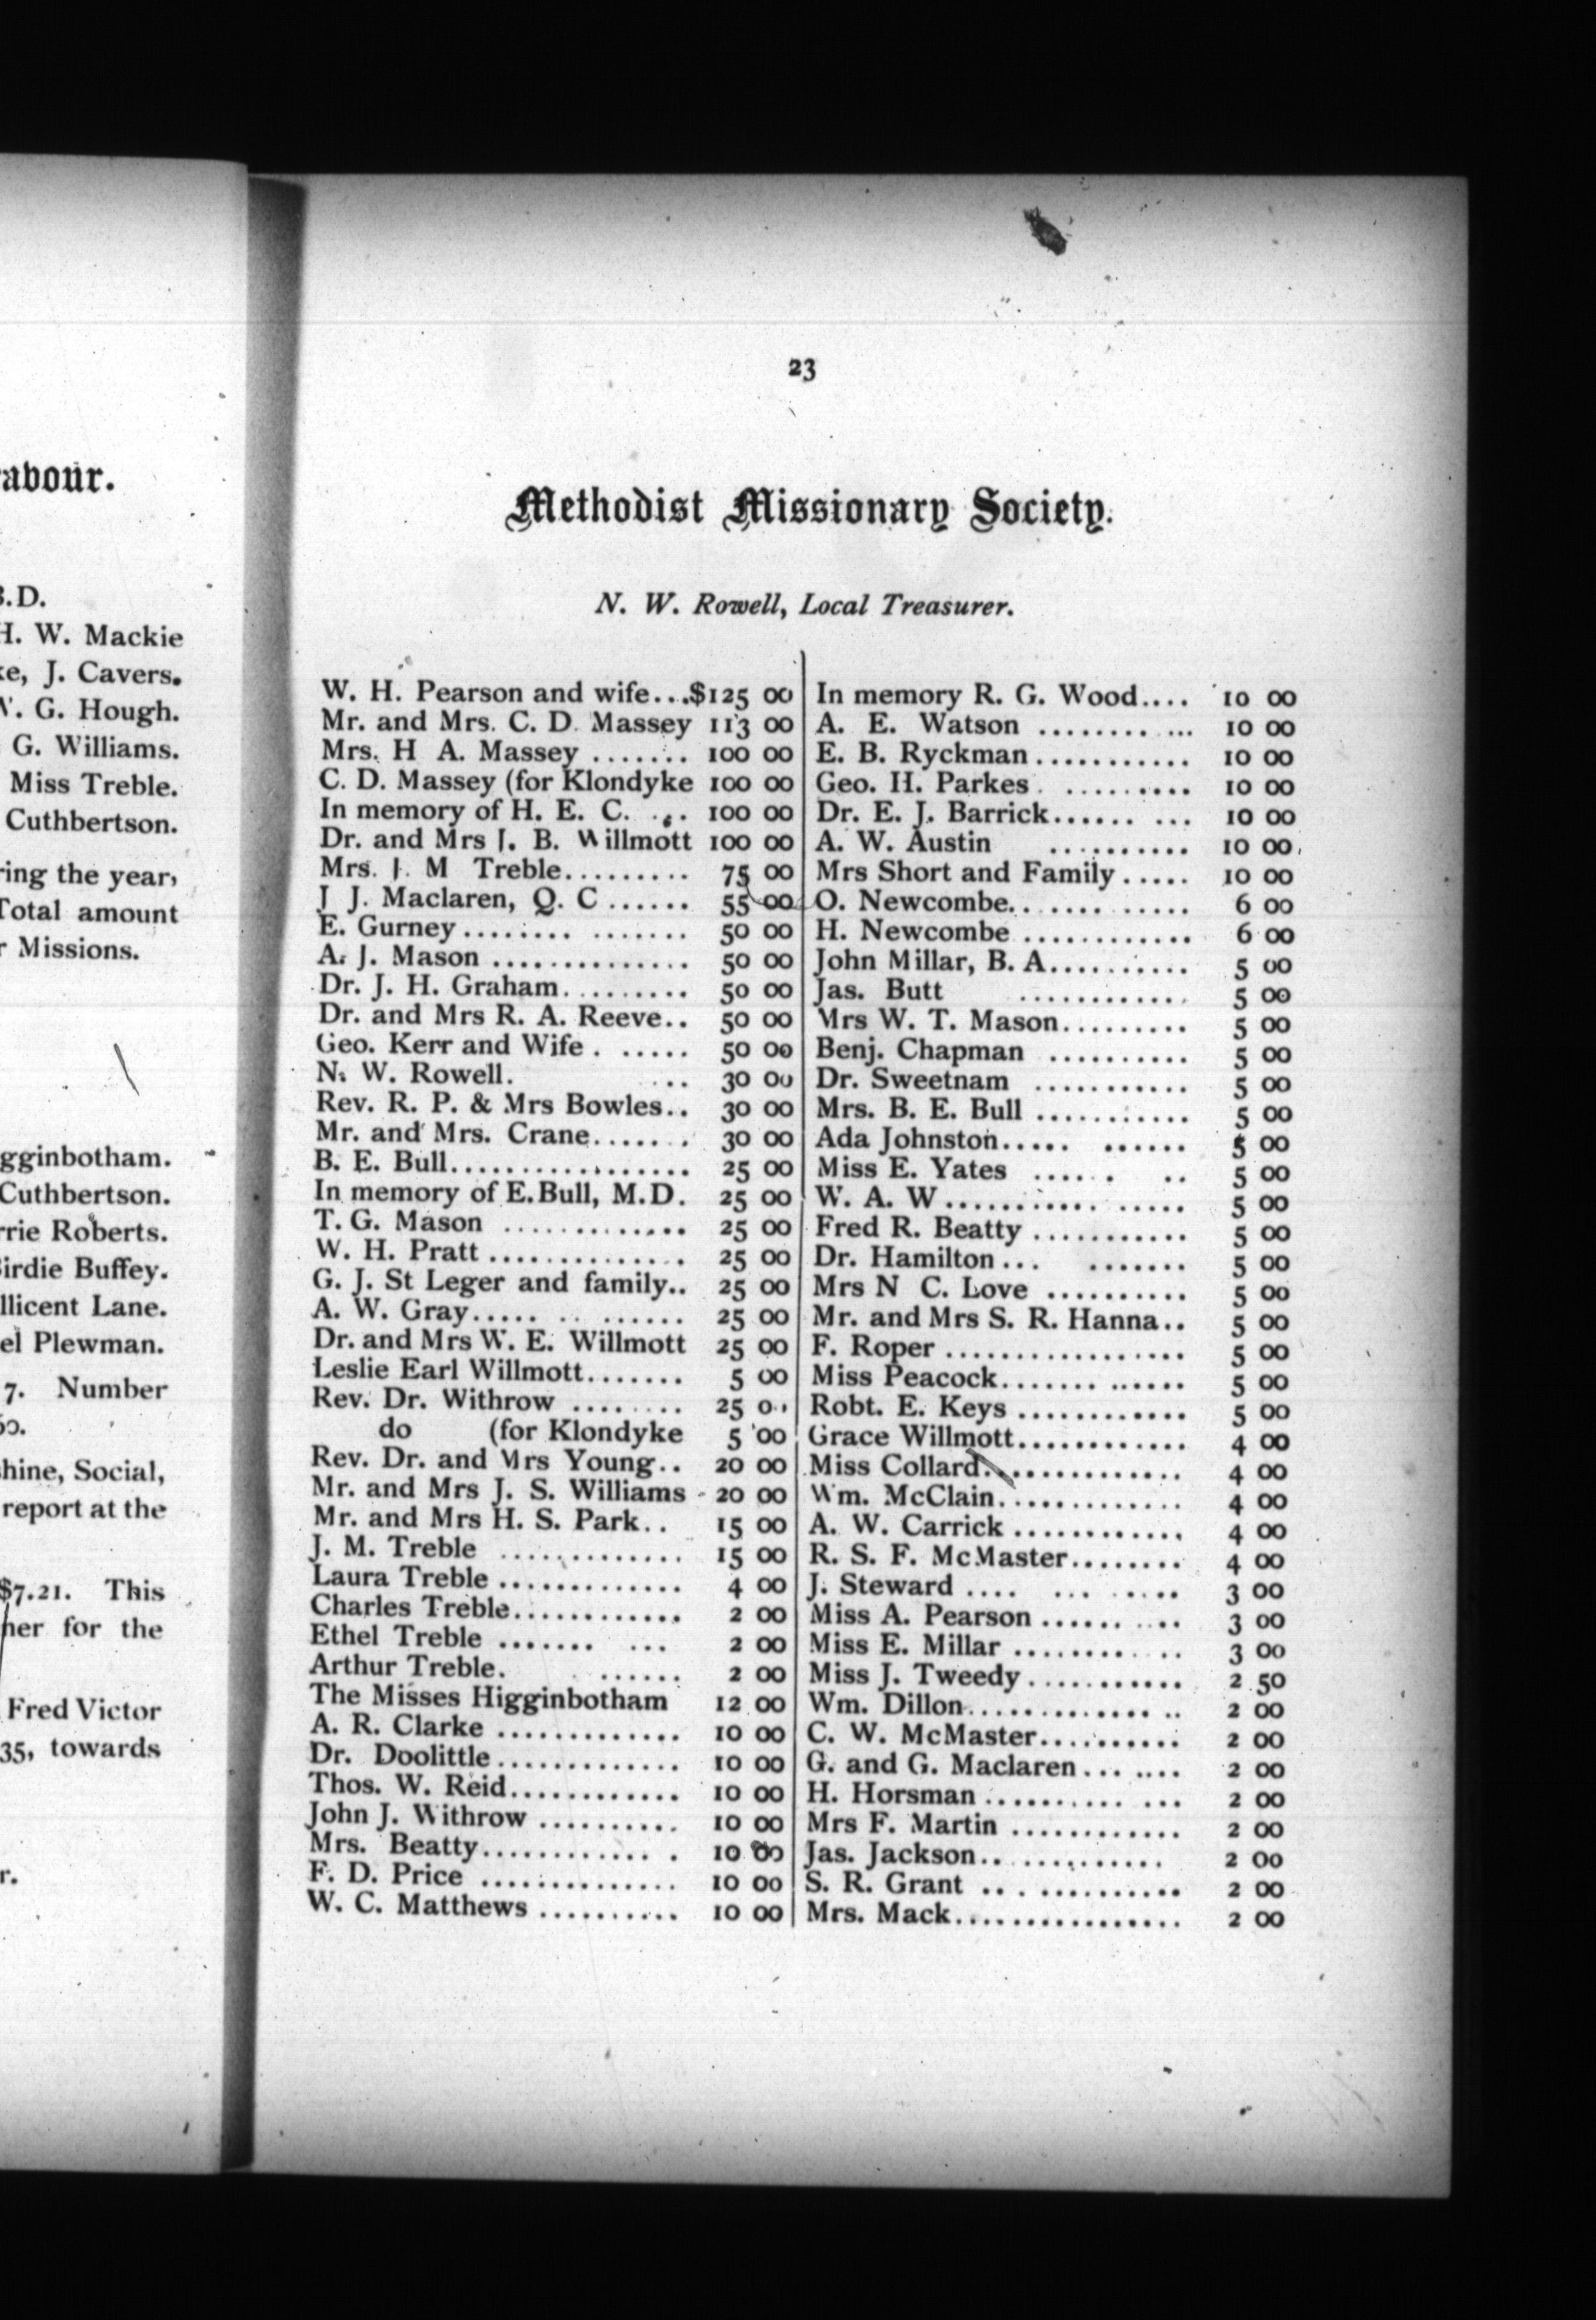 abour.
B.D.
H. W. Mackie
ke, J. Cavers.
W. G. Hough.
G. Williams.
Miss Treble.
Cuthbertson.
ring the year,
Total amount
r Missions.
gginbotham.
Cuthbertson.
rrie Roberts.
Birdie Buffey.
llicent Lane.
el Plewman.
7. Number
hine, Social,
report at the
$7.21. This
ner for the
Fred Victor
35, towards
r.
23
Methodist Missionary Society.
N. W. Rowell, Local Treasurer.
W. H. Pearson and wife...$125 00
Mr. and Mrs. C. D. Massey 113 00
Mrs. H A. Massey ....... 100 00
C. D. Massey (for Klondyke 100 00
In memory of H. E. C. ... 100 00
Dr. and Mrs J. B. Willmott 100 00
Mrs. J. M Treble......... 75 00
J J. Maclaren, Q. C ...... 55 00
E. Gurney........ ....... 50 00
A. J. Mason .............. 50 00
Dr. J. H. Graham......... 50 00
Dr. and Mrs R. A. Reeve.. 50 00
Geo. Kerr and Wife . ..... 50 00
N. W. Rowell. ... 30 00
Rev. R. P. & Mrs Bowles.. 30 00
Mr. and Mrs. Crane....... 30 00
B. E. Bull................. 25 00
In memory of E. Bull, M.D. 25 00
T. G. Mason ............. 25 00
W. H. Pratt .............. 25 00
G. J. St Leger and family.. 25 00
A. W. Gray..... .. ...... 25 00
Dr. and Mrs W. E. Willmott 25 00
Leslie Earl Willmott....... 5 00
Rev. Dr. Withrow ........ 25 0
do (for Klondyke 5 00
Rev. Dr. and Mrs Young.. 20 00
Mr. and Mrs J. S. Williams 20 00
Mr. and Mrs H. S. Park.. 15 00
J. M. Treble ............. 15 00
Laura Treble ............. 4 00
Charles Treble............ 2 00
Ethel Treble ....... ... 2 00
Arthur Treble. ...... 2 00
The Misses Higginbotham 12 00
A. R. Clarke ............. 10 00
Dr. Doolittle............. 10 00
Thos. W. Reid............ 10 00
John J. Withrow .......... 10 00
Mrs. Beatty............ . 10 00
F. D. Price .............. 10 00
W. C. Matthews .......... 10 00
In memory R. G. Wood.... 10 00
A. E. Watson ........ ... 10 00
E. B. Ryckman........... 10 00
Geo. H. Parkes. ......... 10 00
Dr. E. J. Barrick...... ... 10 00
A. W. Austin .......... 10 00
Mrs Short and Family ..... 10 00
O. Newcombe............. 6 00
H. Newcombe ............ 6 00
John Millar, B. A.......... 5 00
Jas. Butt ............ 5 00
Mrs W. T. Mason......... 5 00
Benj. Chapman .......... 5 00
Dr. Sweetnam ........... 5 00
Mrs. B. E. Bull ........... 5 00
Ada Johnston..... ...... 5 00
Miss E. Yates ...... .. 5 00
W. A. W........... ..... 5 00
Fred R. Beatty ........... 5 00
Dr. Hamilton ... ....... 5 00
Mrs N C. Love .......... 5 00
Mr. and Mrs S. R. Hanna.. 5 00
F. Roper ................. 5 00
Miss Peacock....... ...... 5 00
Robt. E. Keys ............ 5 00
Grace Willmott............ 4 00
Miss Collard.............. 4 00
Wm. McClain............. 4 00
A. W. Carrick ............ 4 00
R. S. F. McMaster........ 4 00
J. Steward .... ... ..... 3 00
Miss A. Pearson ...... .... 3 00
Miss E. Millar ............ 3 00
Miss J. Tweedy........... 2 50
Wm. Dillon............. .. 2 00
C. W. McMaster.......... 2 00
G. and G. Maclaren... .... 2 00
H. Horsman .......... ... 2 00
Mrs F. Martin ............ 2 00
Jas. Jackson.. ........... 2 00
S. R. Grant ... .......... 2 00
Mrs. Mack................ 2 00